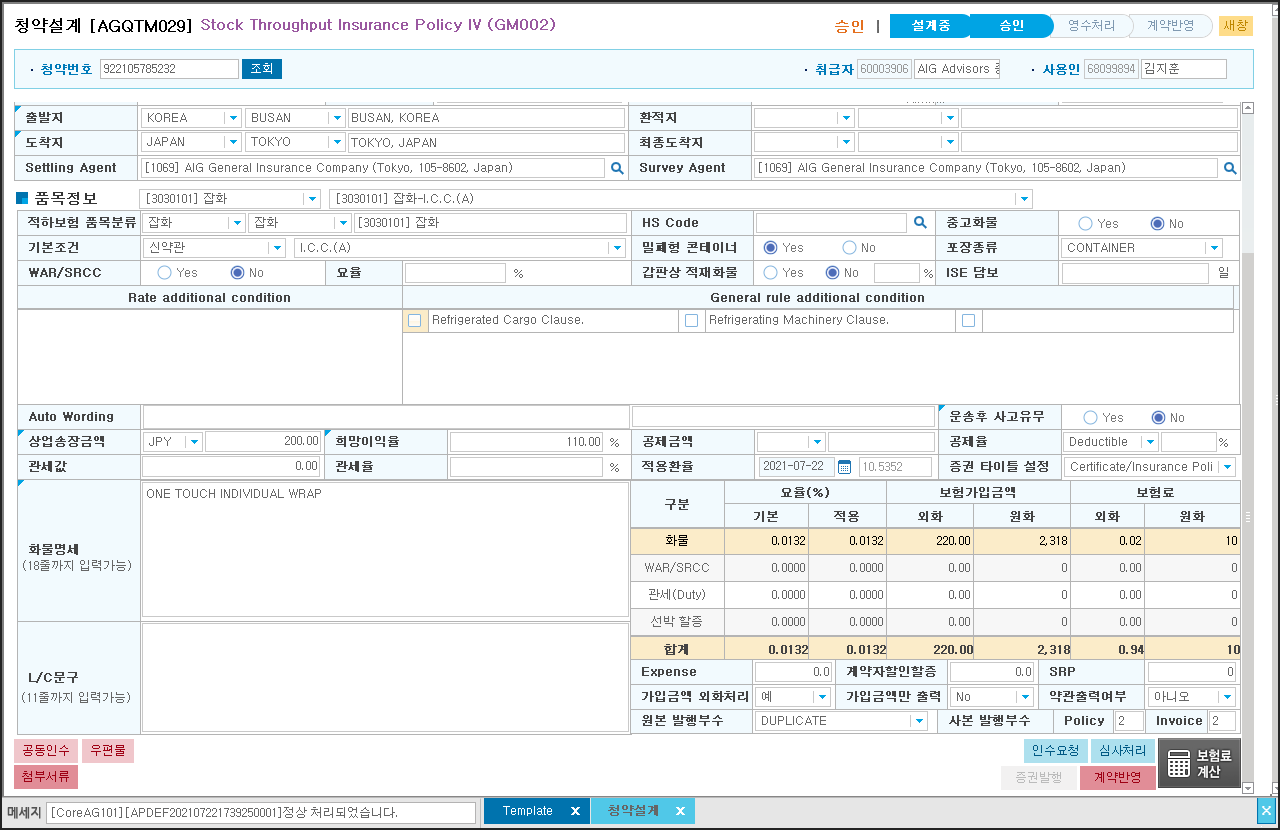 청약설계 [AGQTM029] Stock Throughput Insurance Policy IV (GM002) 승인 | 설계중 승인 영수처리 계약반영 새창
· 청약번호 922105785232 조회 · 취급자 60003906 AIG Advisors · 사용인 68099894 김지훈
출발지 KOREA BUSAN BUSAN, KOREA 환적지
도착지 JAPAN TOKYO TOKYO, JAPAN 최종도착지
Settling Agent [1069] AIG General Insurance Company (Tokyo, 105-8602, Japan) Survey Agent [1069] AIG General Insurance Company (Tokyo, 105-8602, Japan)
품목정보 [3030101] 잡화 [3030101] 잡화-I.C.C.(A)
적하보험 품목분류 잡화 잡화 [3030101] 잡화 HS Code 중고화물 Yes No
기본조건 신약관 I.C.C.(A) 밀폐형 콘테이너 Yes No 포장종류 CONTAINER
WAR/SRCC Yes No 요율 % 갑판상 적재화물 Yes No % ISE 담보 일
Rate additional condition General rule additional condition
Refrigerated Cargo Clause. Refrigerating Machinery Clause.
Auto Wording 운송후 사고유무 Yes No
상업송장금액 JPY 200.00 희망이익율 110.00 % 공제금액 공제율 Deductible %
관세값 0.00 관세율 % 적용환율 2021-07-22 10.5352 증권 타이틀 설정 Certificate/Insurance Poli
화물명세
(18줄까지 입력가능)
ONE TOUCH INDIVIDUAL WRAP
L/C문구
(11줄까지 입력가능)
구분 요율(%) 보험가입금액 보험료
기본 적용 외화 원화 외화 원화
화물 0.0132 0.0132 220.00 2,318 0.02 10
WAR/SRCC 0.0000 0.0000 0.00 0 0.00 0
관세(Duty) 0.0000 0.0000 0.00 0 0.00 0
선박 할증 0.0000 0.0000 0.00 0 0.00 0
합계 0.0132 0.0132 220.00 2,318 0.94 10
Expense 0.0 계약자할인할증 0.0 SRP 0
가입금액 외화처리 예 가입금액만 출력 No 약관출력여부 아니오
원본 발행부수 DUPLICATE 사본 발행부수 Policy 2 Invoice 2
공동인수 우편물 인수요청 심사처리 보험료
계산
첨부서류 증권발행 계약반영
메세지 [CoreAG101][APDEF202107221739250001]정상 처리되었습니다. Template X 청약설계 X X